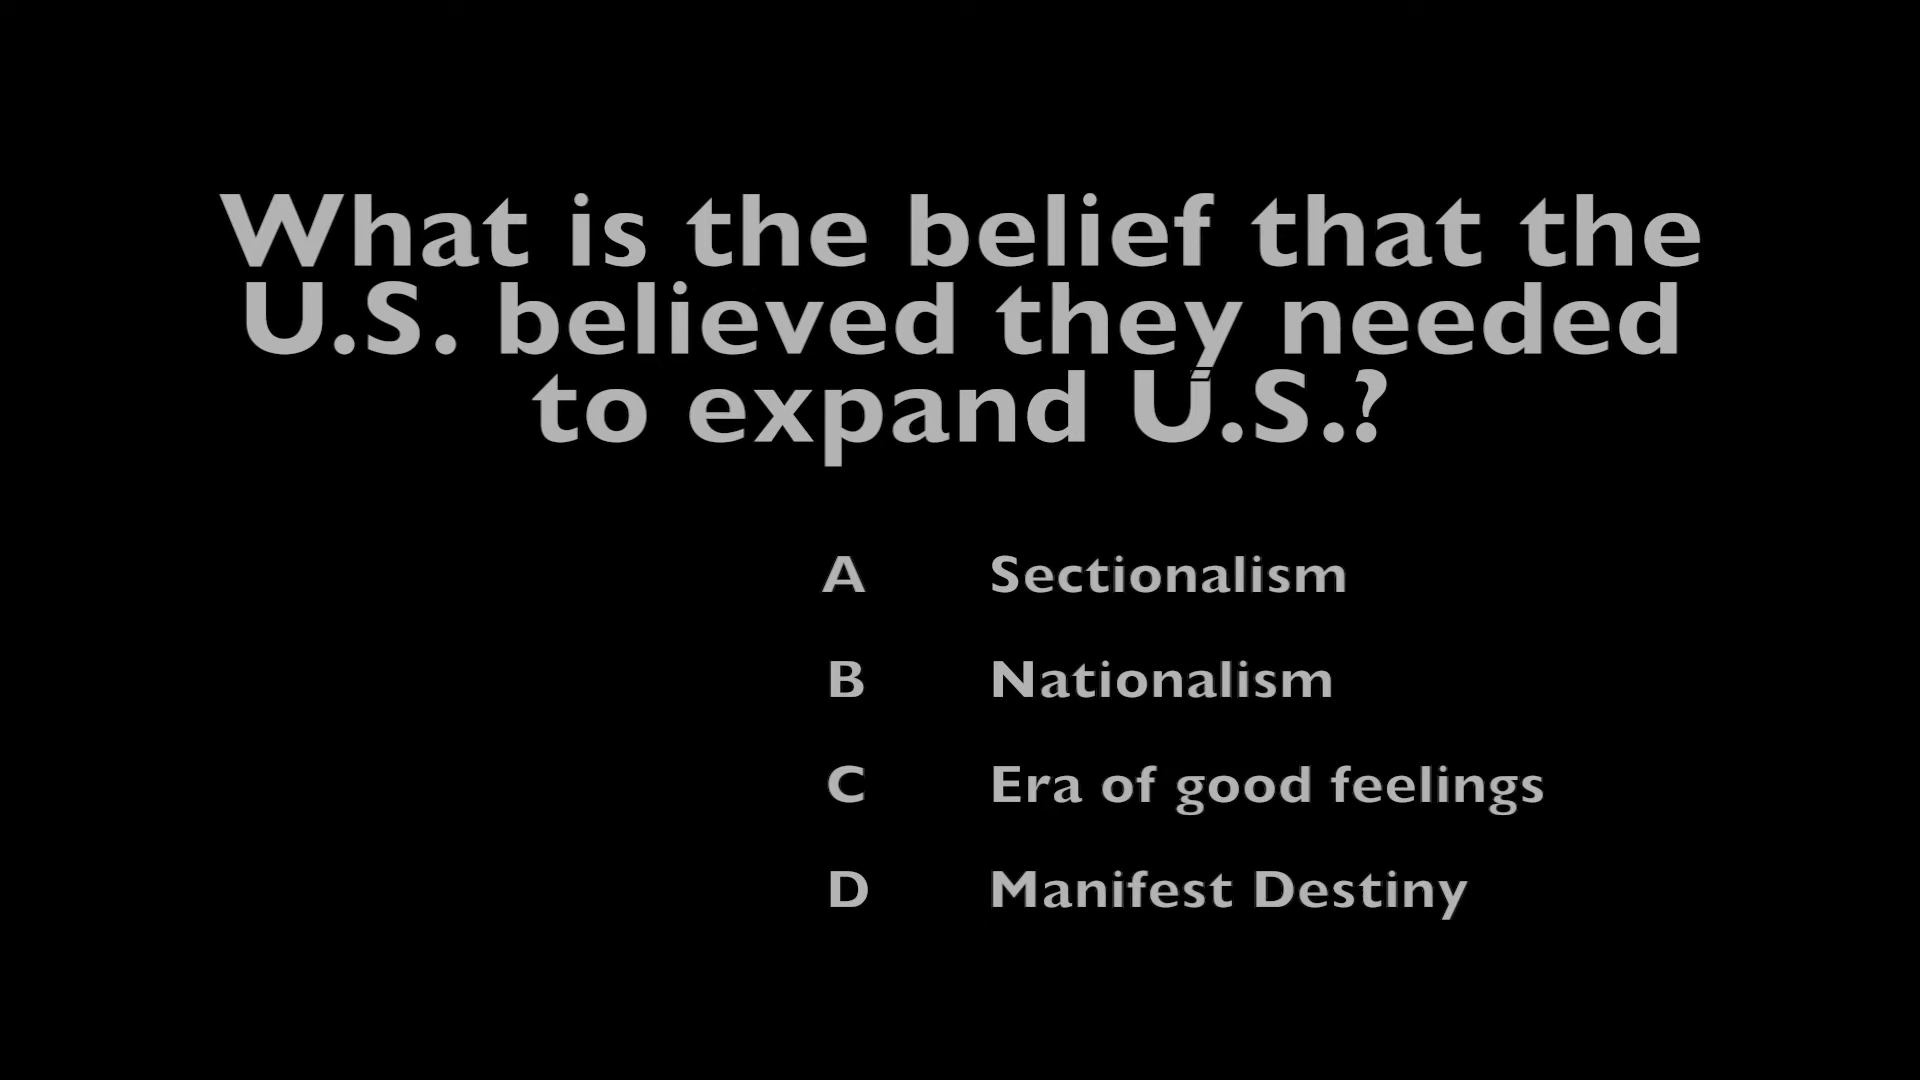 What is the belief that the
U.S. believed they needed
to expand U.S.?
A Sectionalism
B Nationalism
C Era of good feelings
D Manifest Destiny